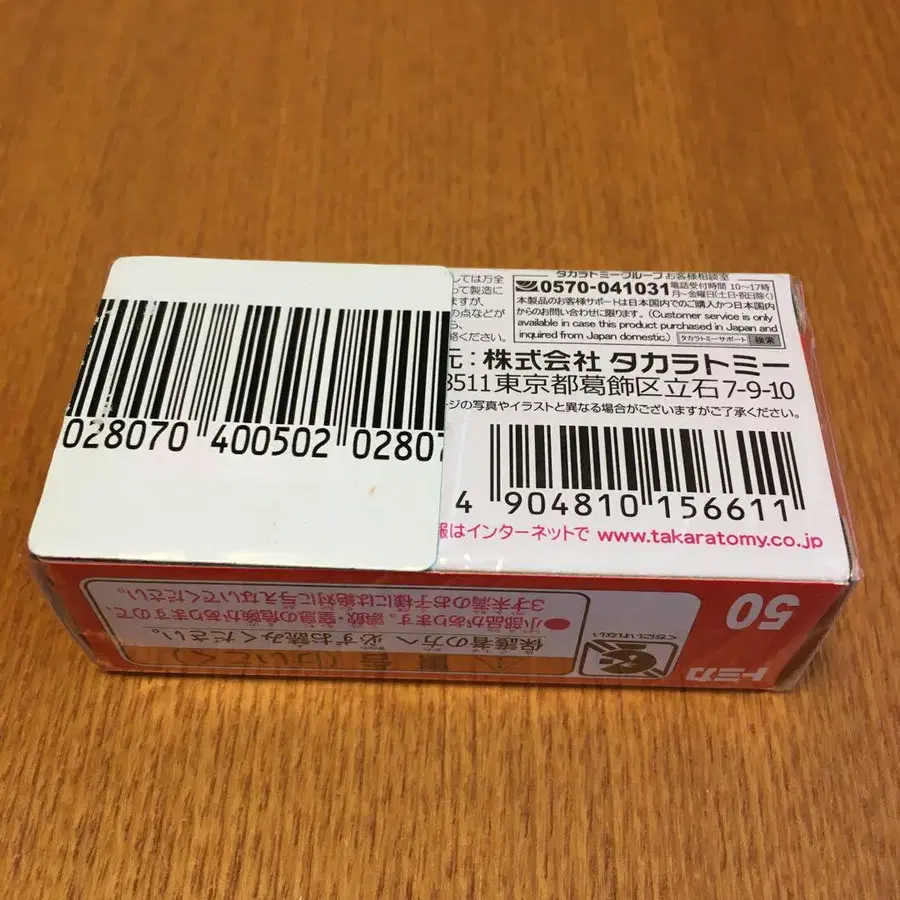 028070 400502 02807
しては万全
って製造に
ますが、
の点などが
ら、
絡ください。
タカラトミーグループお客様相談室
0570-041031 電話受付時間 10〜17時
月〜金曜日(土日・祝日除く)
本製品のお客様サポートは日本国内でのご購入かつ日本国内
からのお問い合わせに限ります。(Customer service is only
available in case this product purchased in Japan and
inquired from Japan domestic.) タカラトミーサポート 検索
元:株式会社 タカラトミー
8511 東京都葛飾区立石7-9-10
ージの写真やイラストと異なる場合がございますがご了承ください。
4 904810 156611
報はインターネットで www.takaratomy.co.jp
トミカ
50
くちにいれない
保護者の方へ 必ずお読みください。
●小部品があります。誤飲・窒息の危険がありますので、
3才未満のお子様には絶対に与えないでください。